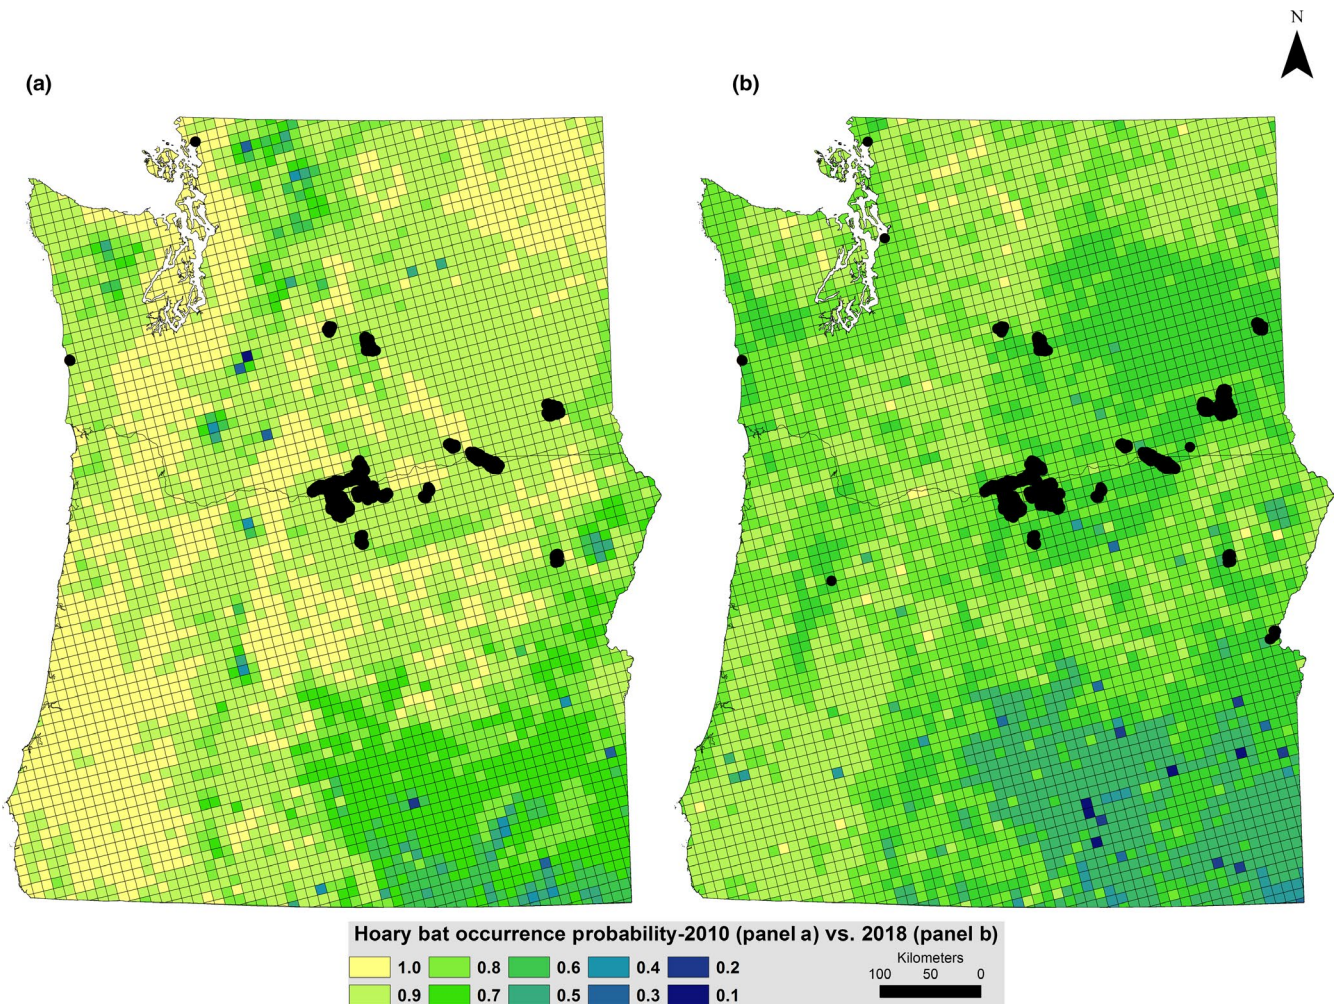 N
(a)
(b)
Hoary bat occurrence probability-2010 (panel a) vs. 2018 (panel b)
1.0 0.8 0.6 0.4 0.2
0.9 0.7 0.5 0.3 0.1
Kilometers
100 50 0